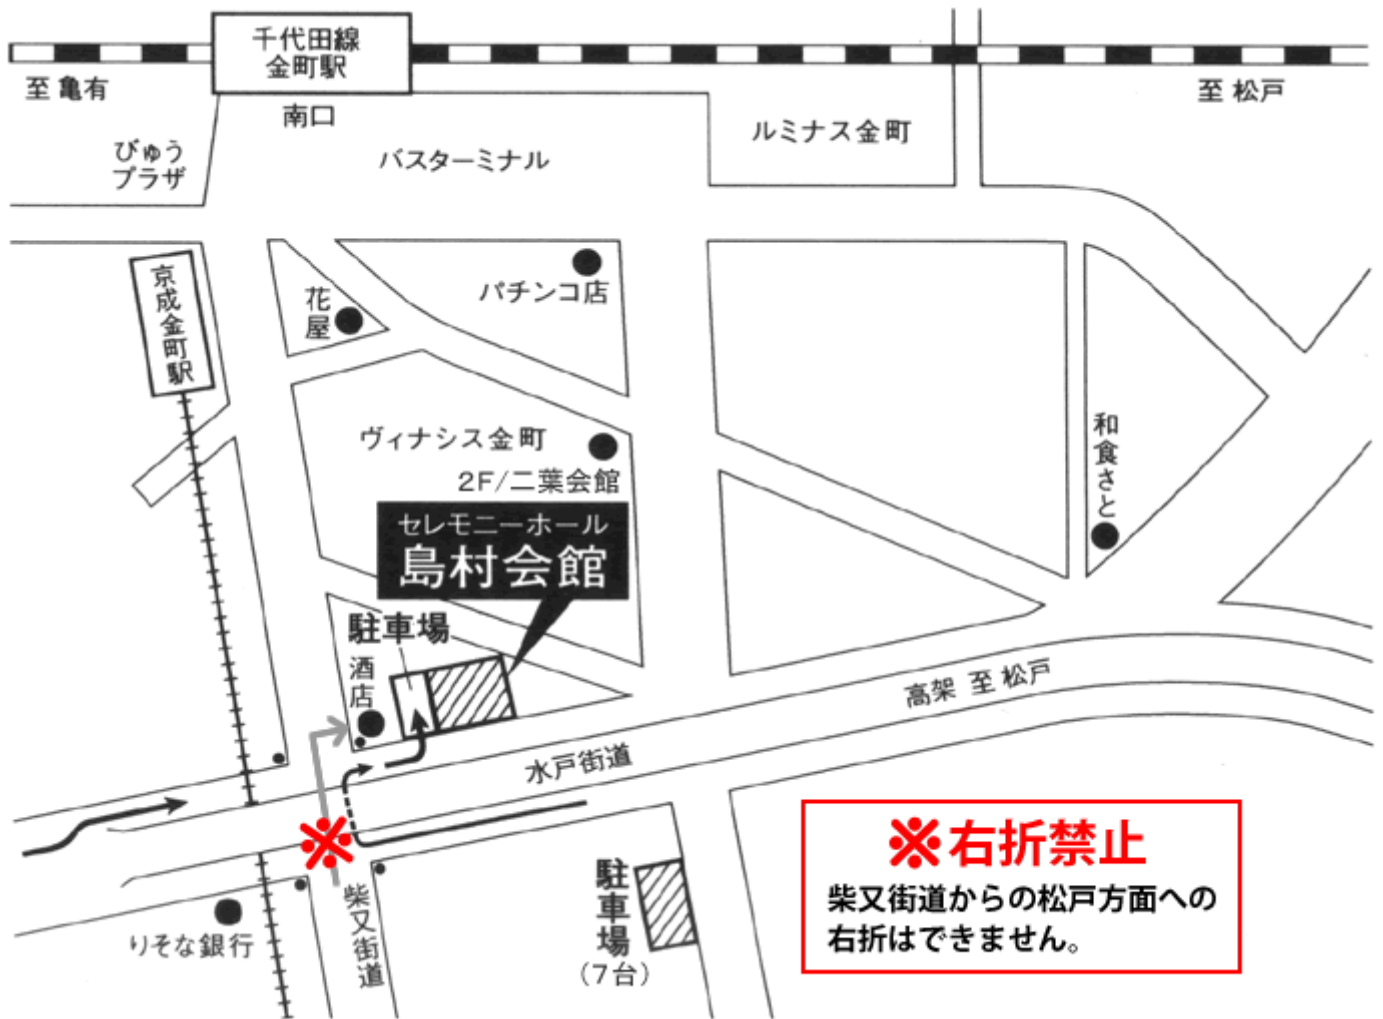 千代田線
金町駅
至 亀有
至 松戸
南口
ルミナス金町
びゅう
プラザ
バスターミナル
京成金町駅
花屋
パチンコ店
和食さと
ヴィナシス金町
2F/二葉会館
セレモニーホール
島村会館
駐車場
酒店
高架 至 松戸
水戸街道
※
※右折禁止
柴又街道からの松戸方面への
右折はできません。
駐車場
(7台)
柴又街道
りそな銀行